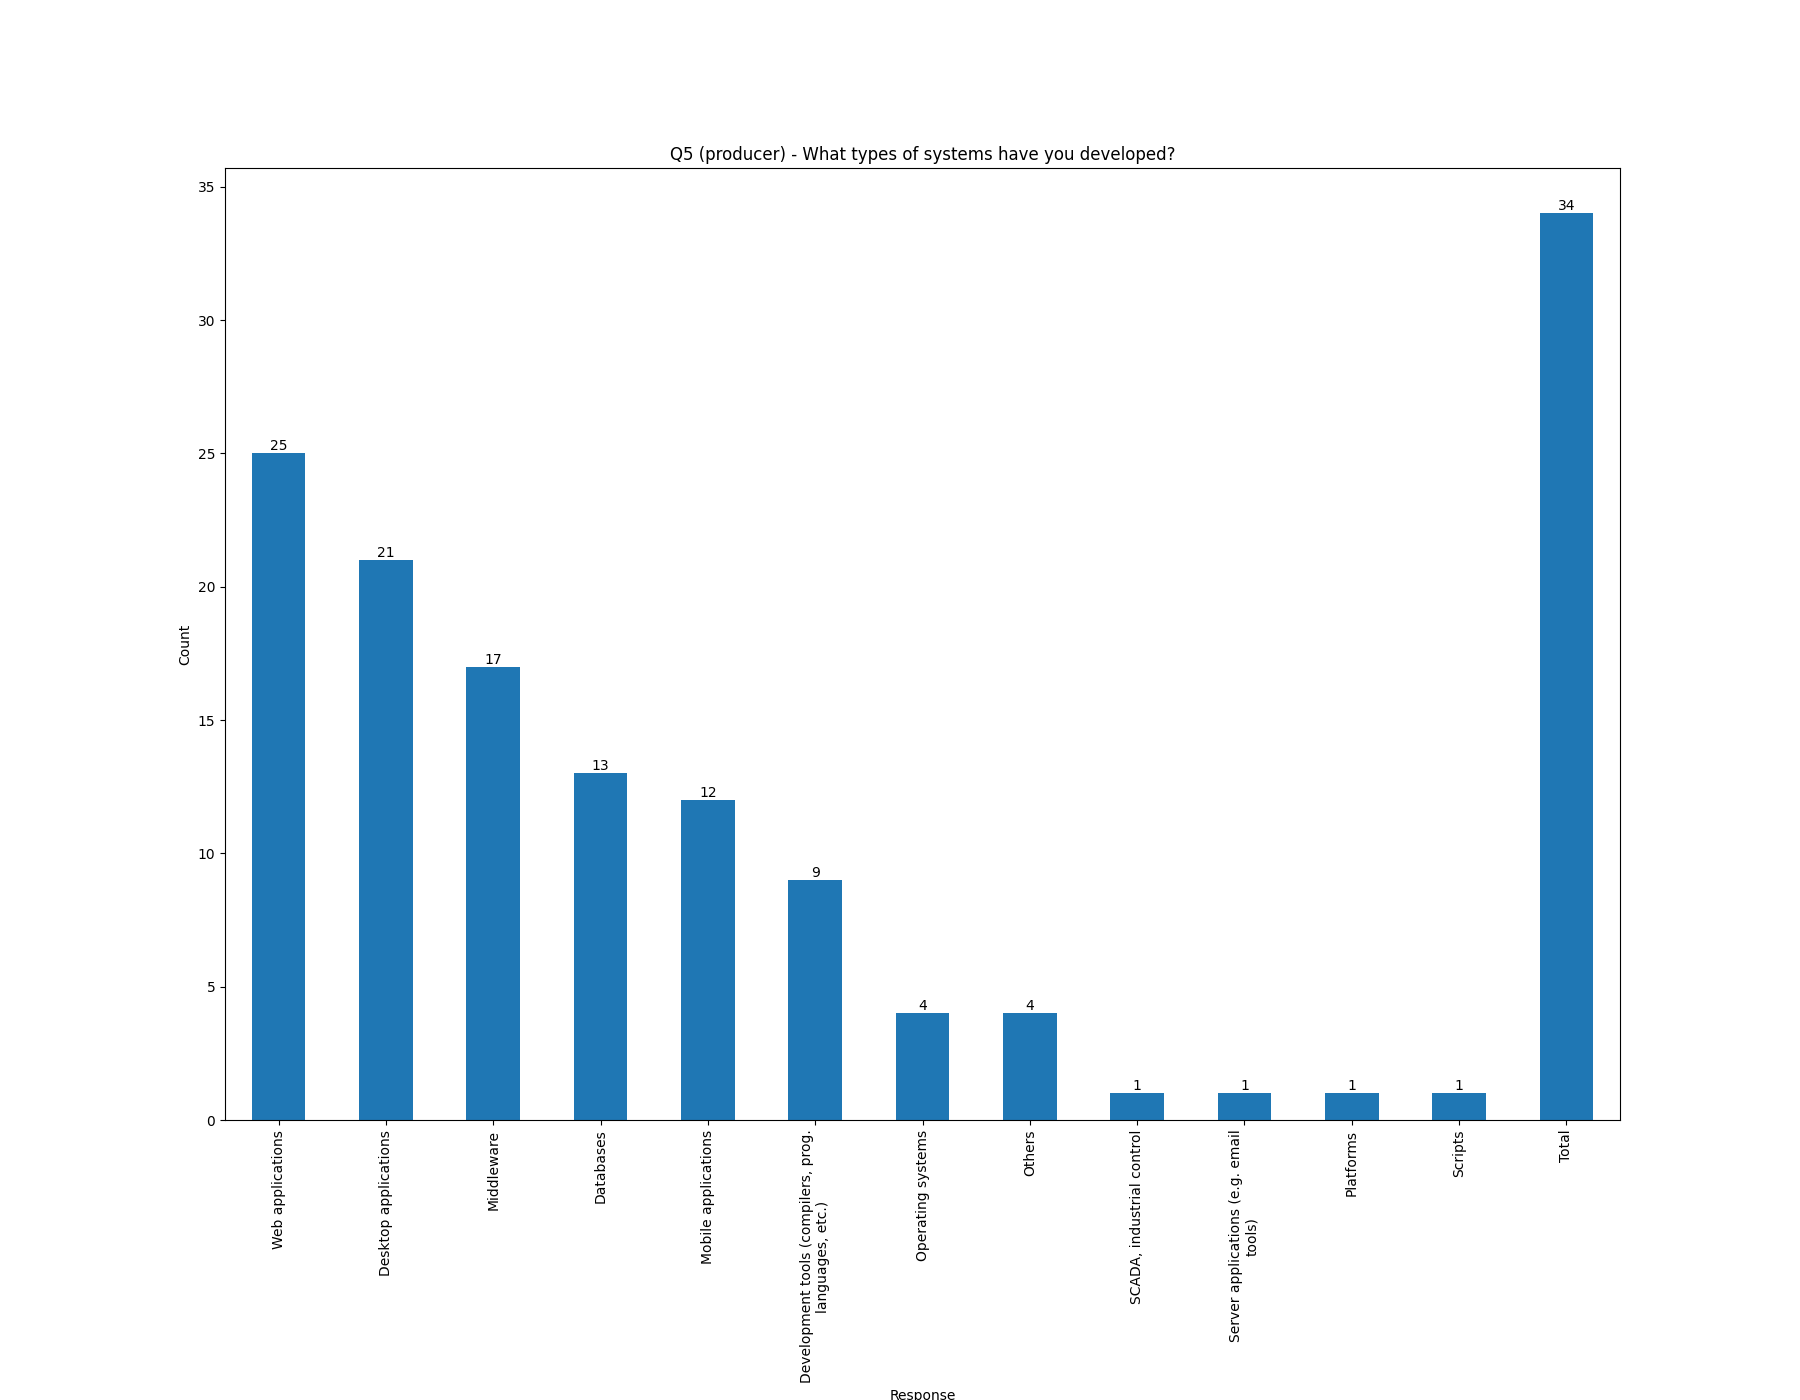 Q5 (producer) - What types of systems have you developed?
35
30
25
20
15
10
5
0
Count
25
21
17
13
12
9
4
4
1
1
1
1
34
Web applications
Desktop applications
Middleware
Databases
Mobile applications
Development tools (compilers, prog.
languages, etc.)
Operating systems
Others
SCADA, industrial control
Server applications (e.g. email
tools)
Platforms
Scripts
Total
Response